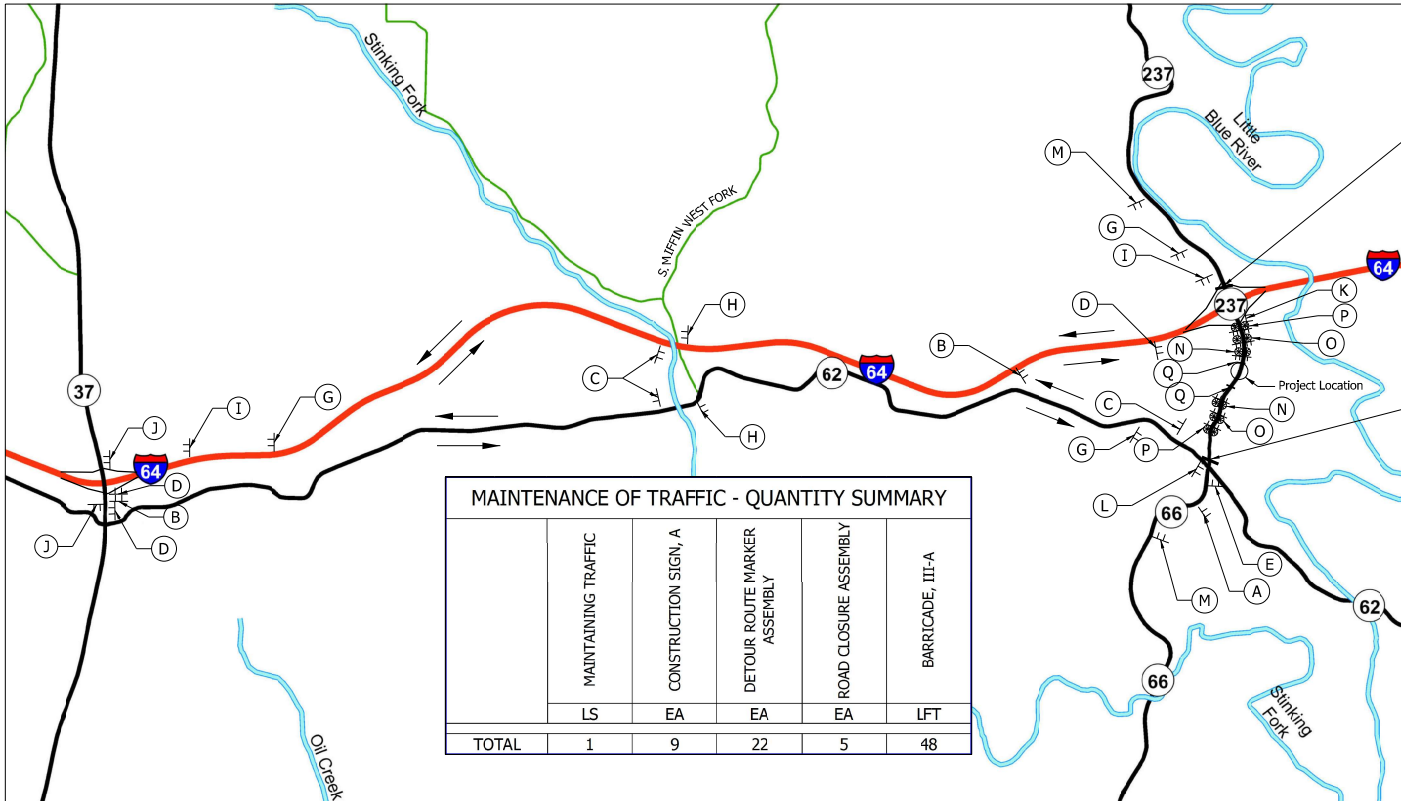 237
Stinking Fork
Little
Blue River
M
S. MIFFIN WEST FORK
G
I
64
K
237
P
H
D
O
N
B
Q
C
62
64
Project Location
37
Q
C
N
H
O
J
I
G
G
P
64
D
L
B
J
D
66
E
A
M
62
66
Stinking
Fork
Oil Creek
MAINTENANCE OF TRAFFIC - QUANTITY SUMMARY
MAINTAINING TRAFFIC
CONSTRUCTION SIGN, A
DETOUR ROUTE MARKER
ASSEMBLY
ROAD CLOSURE ASSEMBLY
BARRICADE, III-A
LS EA EA EA LFT
TOTAL 1 9 22 5 48